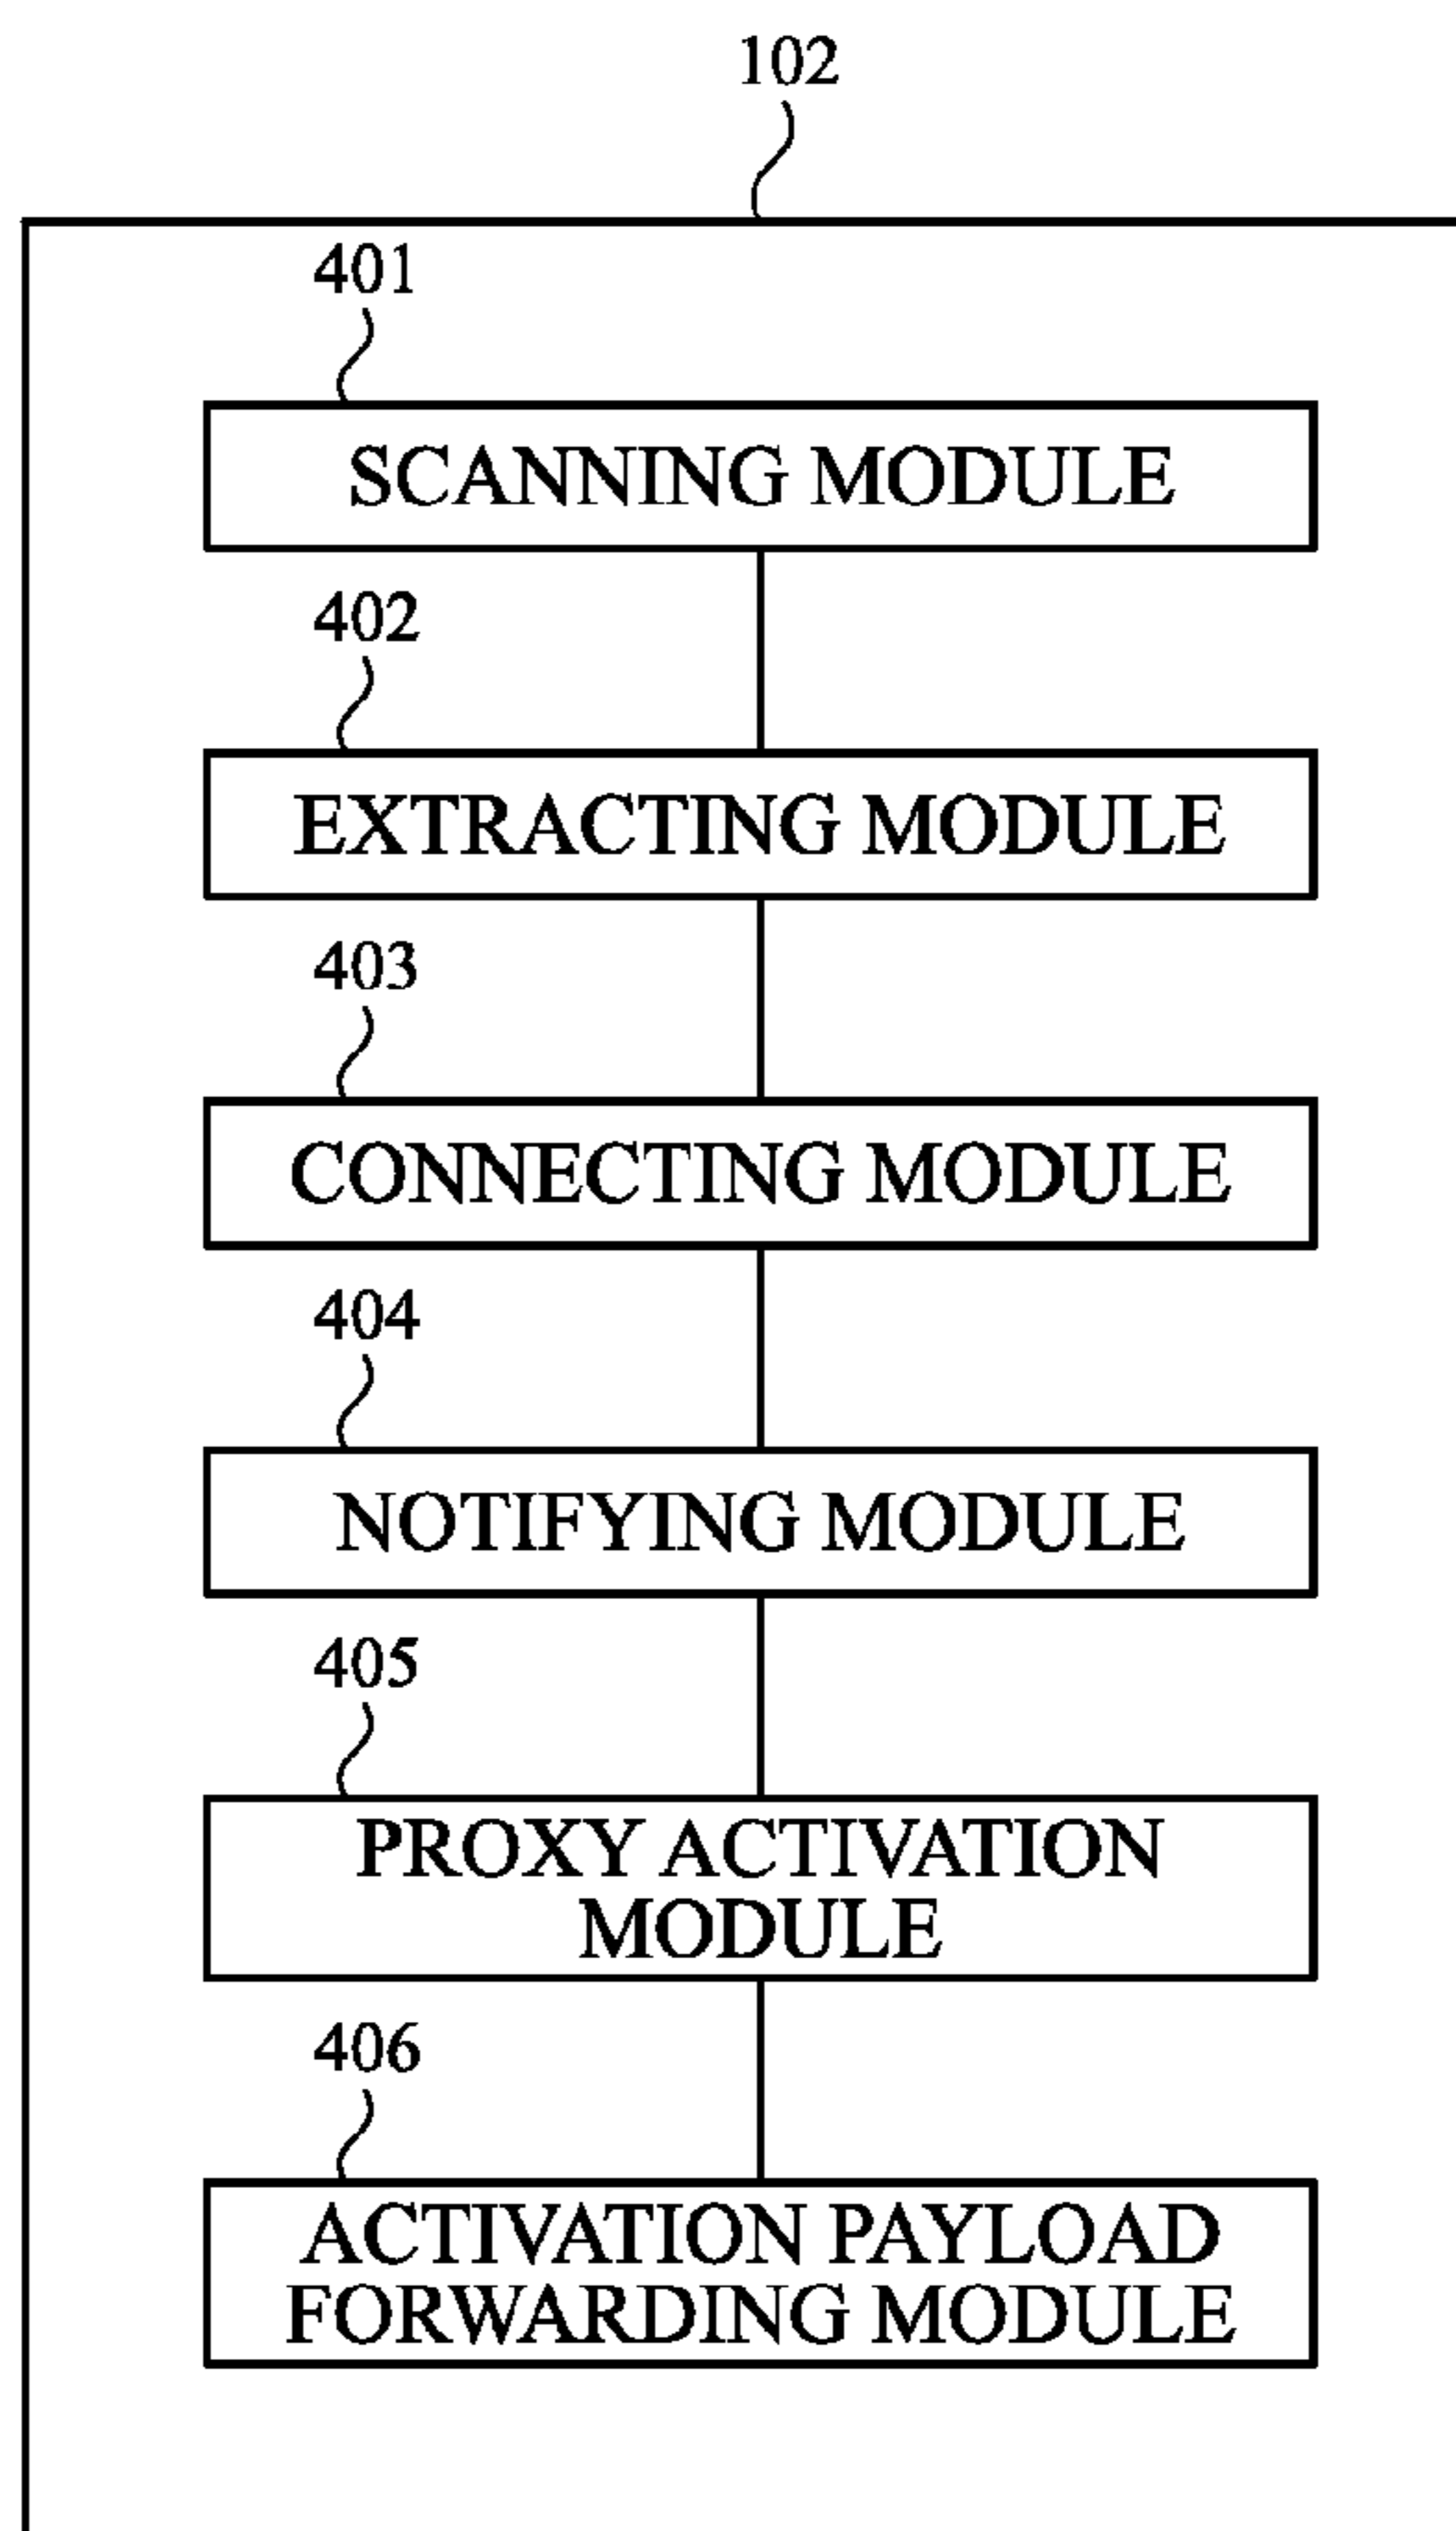 102
401
SCANNING MODULE
402
EXTRACTING MODULE
403
CONNECTING MODULE
404
NOTIFYING MODULE
405
PROXY ACTIVATION
MODULE
406
ACTIVATION PAYLOAD
FORWARDING MODULE